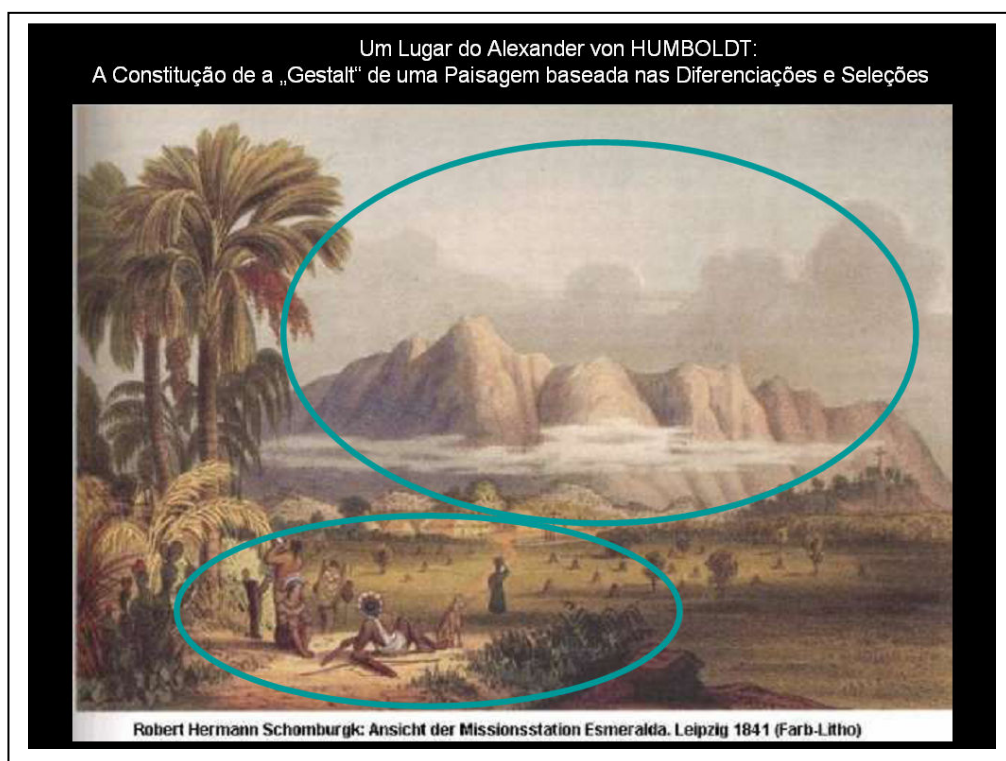 Um Lugar do Alexander von HUMBOLDT:
A Constituição de a „Gestalt“ de uma Paisagem baseada nas Diferenciações e Seleções
Robert Hermann Schomburgk: Ansicht der Missionsstation Esmeralda. Leipzig 1841 (Farb-Litho)